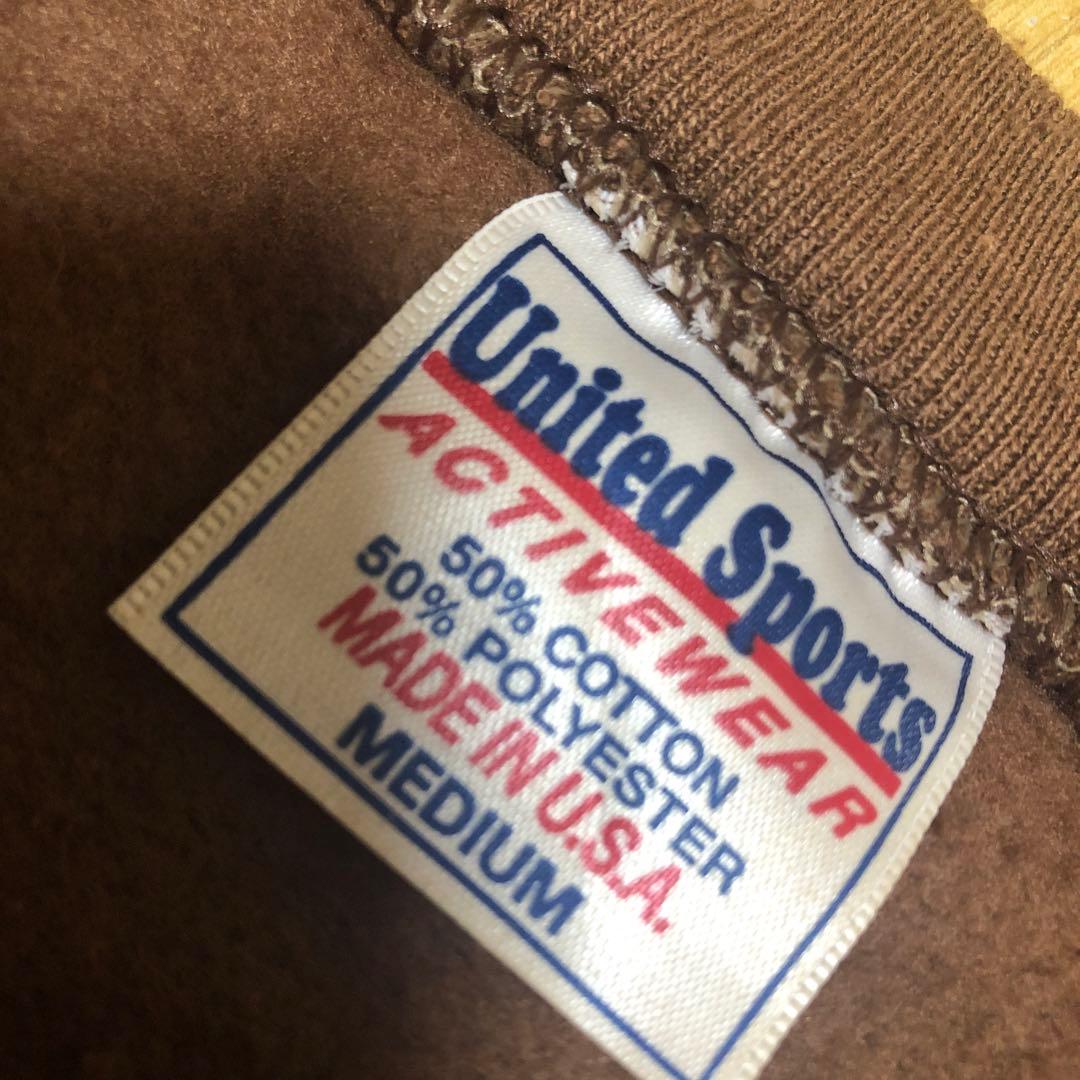 United Sports
ACTIVEWEAR
50% COTTON
50% POLYESTER
MADE IN U.S.A.
MEDIUM